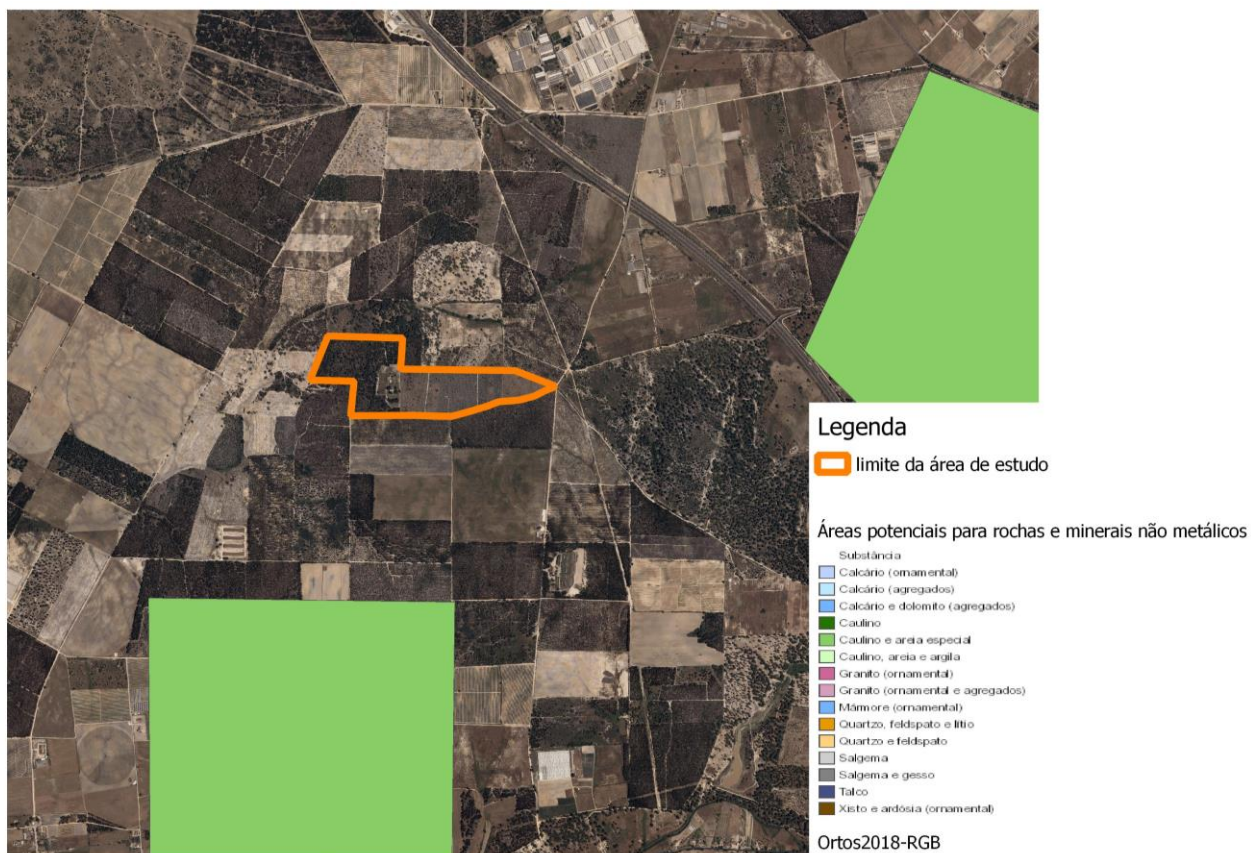 Legenda
limite da área de estudo
Áreas potenciais para rochas e minerais não metálicos
Substância
Calcário (ornamental)
Calcário (agregados)
Calcário e dolomito (agregados)
Caulino
Caulino e areia especial
Caulino, areia e argila
Granito (ornamental)
Granito (ornamental e agregados)
Mármore (ornamental)
Quartzo, feldspato e lítio
Quartzo e feldspato
Salgema
Salgema e gesso
Talco
Xisto e ardósia (ornamental)
Ortos2018-RGB